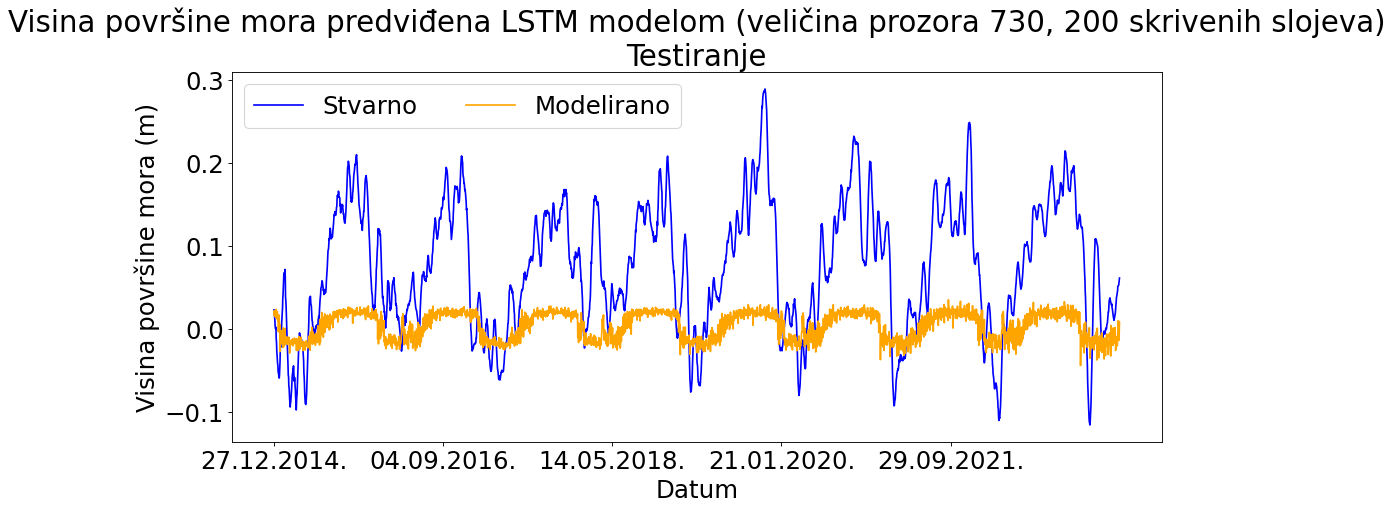 Visina površine mora predviđena LSTM modelom (veličina prozora 730, 200 skrivenih slojeva)
Testiranje
Stvarno
Modelirano
Visina površine mora (m)
0.3
0.2
0.1
0.0
−0.1
27.12.2014.
04.09.2016.
14.05.2018.
21.01.2020.
29.09.2021.
Datum